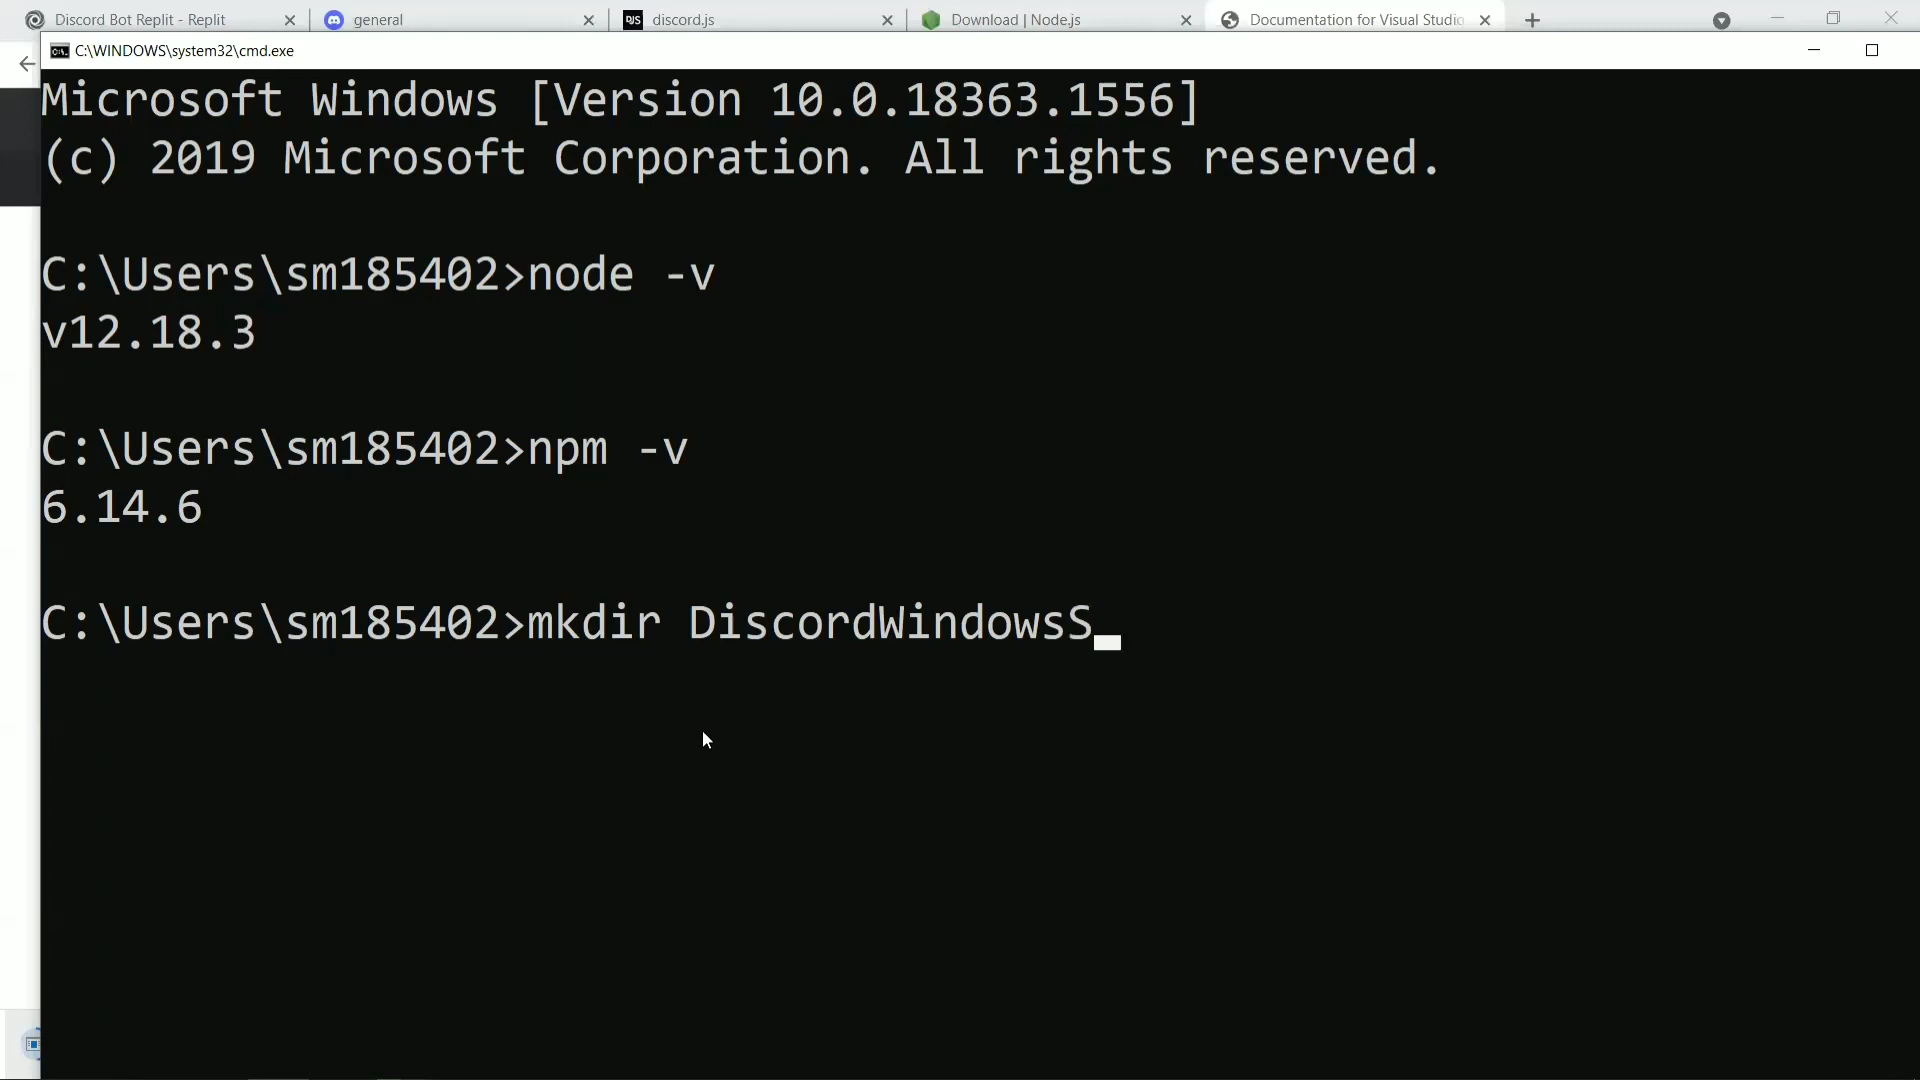 Discord Bot Replit - Replit
general
discord.js
Download | Node.js
Documentation for Visual Studio
C:\WINDOWS\system32\cmd.exe
Microsoft Windows [Version 10.0.18363.1556]
(c) 2019 Microsoft Corporation. All rights reserved.
C:\Users\sm185402>node -v
v12.18.3
C:\Users\sm185402>npm -v
6.14.6
C:\Users\sm185402>mkdir DiscordWindowsS